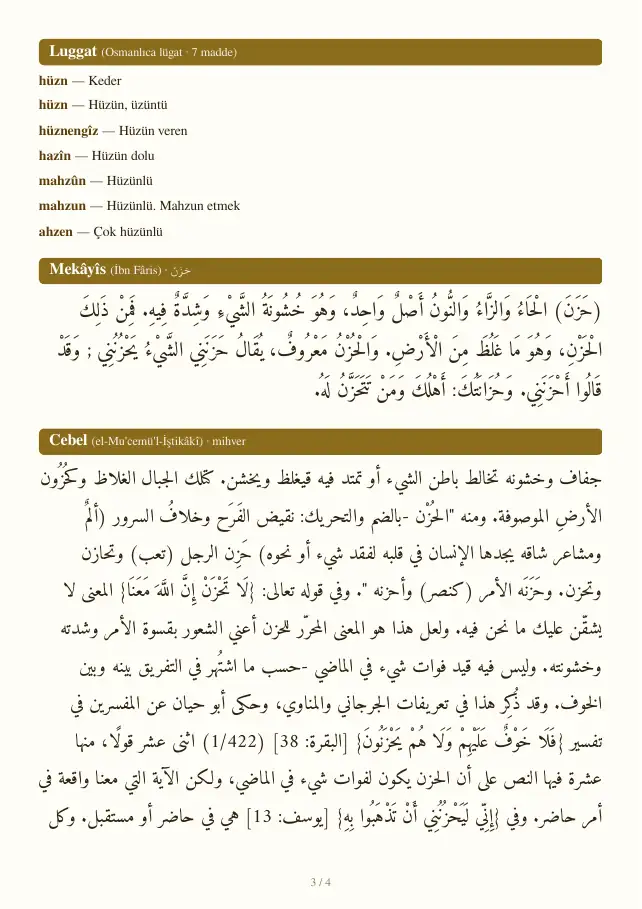 Luggat (Osmanlıca lügat · 7 madde)
hüzn — Keder
hüzn — Hüzün, üzüntü
hüznengîz — Hüzün veren
hazîn — Hüzün dolu
mahzûn — Hüzünlü
mahzun — Hüzünlü. Mahzun etmek
ahzen — Çok hüzünlü
Mekâyîs (İbn Fâris) · حَزَنَ
(حَزَنَ) الْحَاءُ وَالزَّاءُ وَالنُّونُ أَصْلٌ وَاحِدٌ، وَهُوَ خُشُونَةُ الشَّيْءِ وَشِدَّةٌ فِيهِ. فَمِنْ ذَلِكَ
الْحَزْنِ، وَهُوَ مَا غَلُظَ مِنَ الْأَرْضِ. وَالْحُزْنُ مَعْرُوفٌ، يُقَالُ حَزَنَنِي الشَّيْءُ يَحْزُنُنِي ; وَقَدْ
قَالُوا أَحْزَنَنِي. وَحُزَانَتُكَ: أَهْلُكَ وَمَنْ تَتَحَزَّنُ لَهُ.
Cebel (el-Mu'cemü'l-İştikâkî) · mihver
جفاف وخشونه تخالط باطن الشيء أو تمتد فيه فيغلظ ويخشن. كتلك الجبال الغلاظ وكحُزُون
الأرضِ الموصوفة. ومنه "الحُزْن -بالضم والتحريك: نقيض الفَرَح وخلافُ السرور (ألمٌ
ومشاعر شاقه يجدها الإنسان في قلبه لفقد شيء أو نحوه) حَزِن الرجل (تعب) وتحازن
وتحزن. وحَزَنَه الأمر (كنصر) وأحزنه ". وفي قوله تعالى: {لَا تَحْزَنْ إِنَّ اللَّهَ مَعَنَا} المعنى لا
يشقّن عليك ما نحن فيه. ولعل هذا هو المعنى المحرّر للحزن أعني الشعور بقسوة الأمر وشدته
وخشونته. وليس فيه قيد فوات شيء في الماضي -حسب ما اشتُهر في التفريق بينه وبين
الخوف. وقد ذُكِر هذا في تعريفات الجرجاني والمناوي، وحكى أبو حيان عن المفسرين في
تفسير {فَلَا خَوْفٌ عَلَيْهِمْ وَلَا هُمْ يَحْزَنُونَ} [البقرة: 38] (1/422) اثنى عشر قولًا، منها
عشرة فيها النص على أن الحزن يكون لفوات شيء في الماضي، ولكن الآية التي معنا واقعة في
أمر حاضر. وفي {إِنِّي لَيَحْزُنُنِي أَنْ تَذْهَبُوا بِهِ} [يوسف: 13] هي في حاضر أو مستقبل. وكل
3 / 4